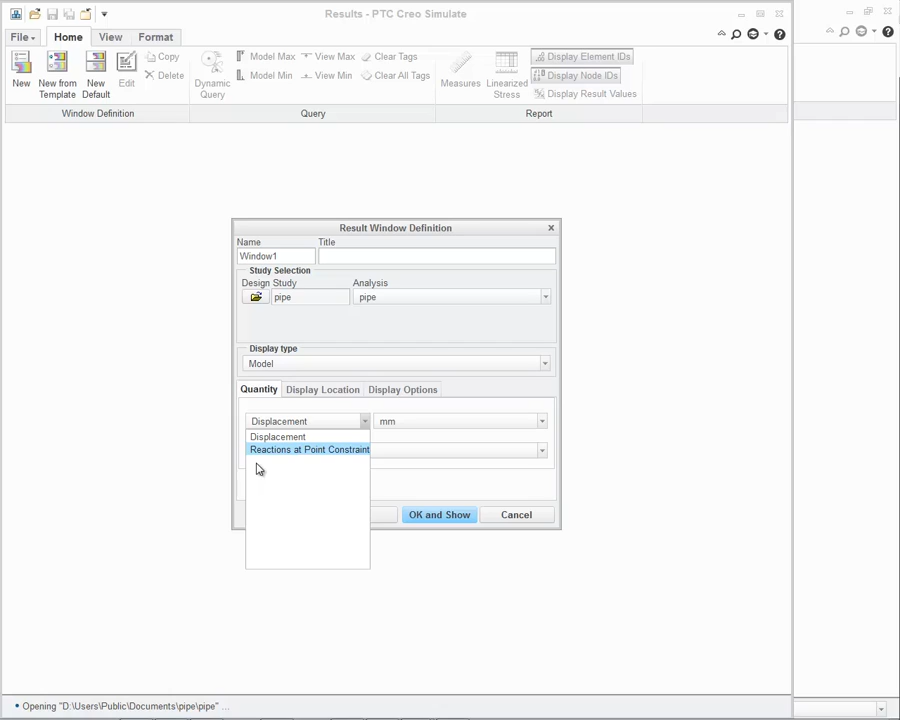 Results - PTC Creo Simulate
File
Home
View
Format
New
New from
Template
New
Default
Edit
Copy
Delete
Window Definition
Dynamic
Query
Model Max
Model Min
View Max
View Min
Clear Tags
Clear All Tags
Query
Measures
Linearized
Stress
Display Element IDs
Display Node IDs
Display Result Values
Report
Result Window Definition
Name
Title
Window1
Study Selection
Design Study
Analysis
pipe
pipe
Display type
Model
Quantity
Display Location
Display Options
Displacement
mm
Displacement
Reactions at Point Constraint
OK and Show
Cancel
• Opening "D:\Users\Public\Documents\pipe\pipe" ...